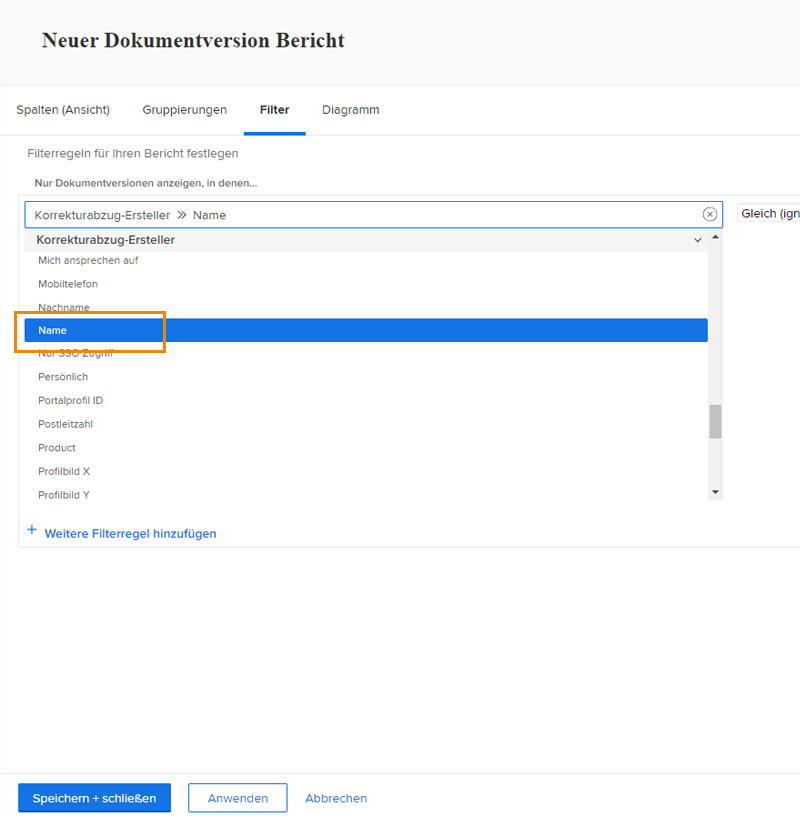 Neuer Dokumentversion Bericht
Spalten (Ansicht) Gruppierungen Filter Diagramm
Filterregeln für Ihren Bericht festlegen
Nur Dokumentversionen anzeigen, in denen...
Korrekturabzug-Ersteller » Name Gleich (ign
Korrekturabzug-Ersteller
Mich ansprechen auf
Mobiltelefon
Nachname
Name
Nur SSO Zugriff
Persönlich
Portalprofil ID
Postleitzahl
Product
Profilbild X
Profilbild Y
+ Weitere Filterregel hinzufügen
Speichern + schließen Anwenden Abbrechen